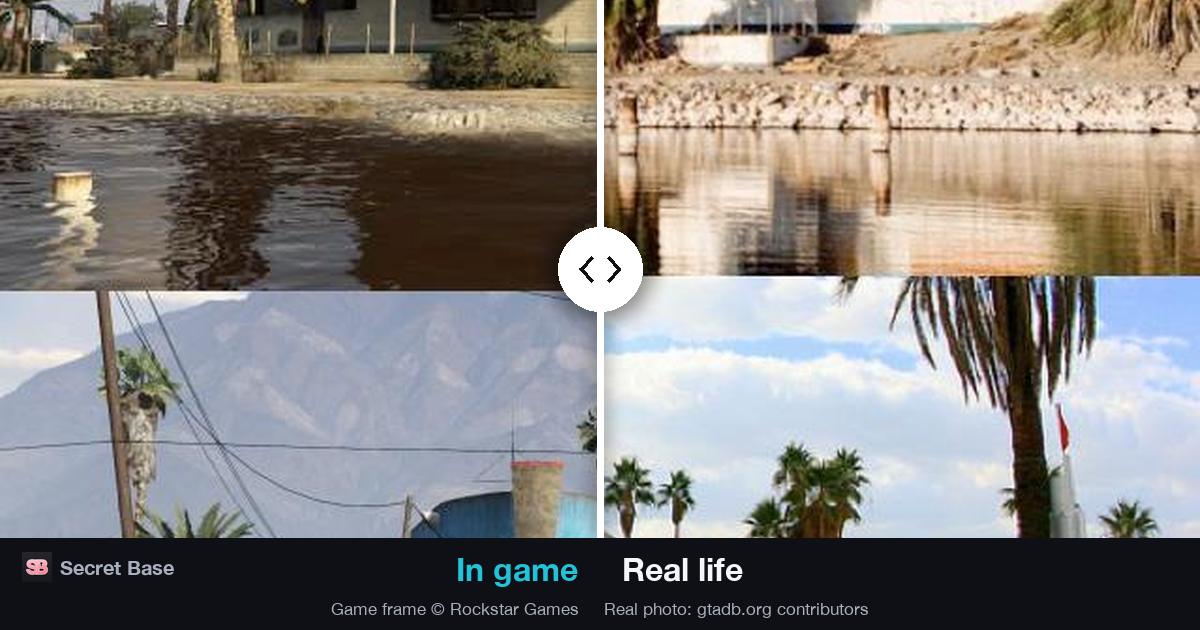 SB Secret Base
In game
Real life
Game frame © Rockstar Games
Real photo: gtadb.org contributors